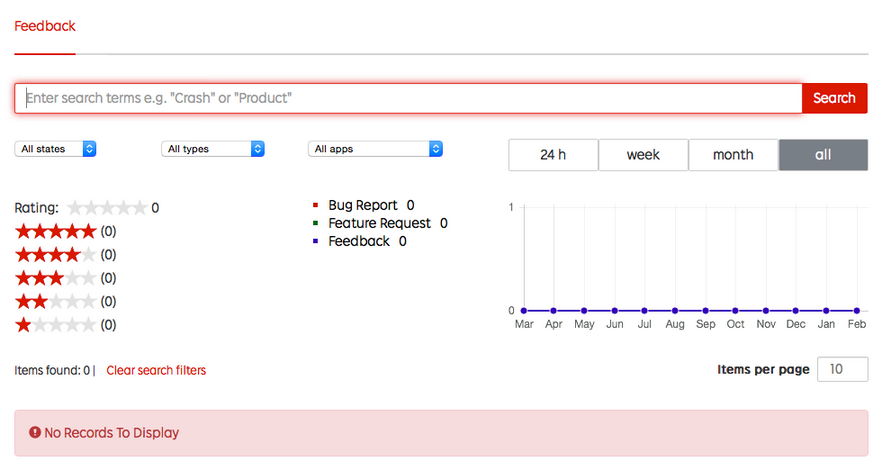 Feedback
Enter search terms e.g. "Crash" or "Product"
Search
All states
All types
All apps
24 h
week
month
all
Rating: 0
(0)
(0)
(0)
(0)
(0)
Bug Report 0
Feature Request 0
Feedback 0
1
0
Mar Apr May Jun Jul Aug Sep Oct Nov Dec Jan Feb
Items found: 0 | Clear search filters
Items per page 10
No Records To Display